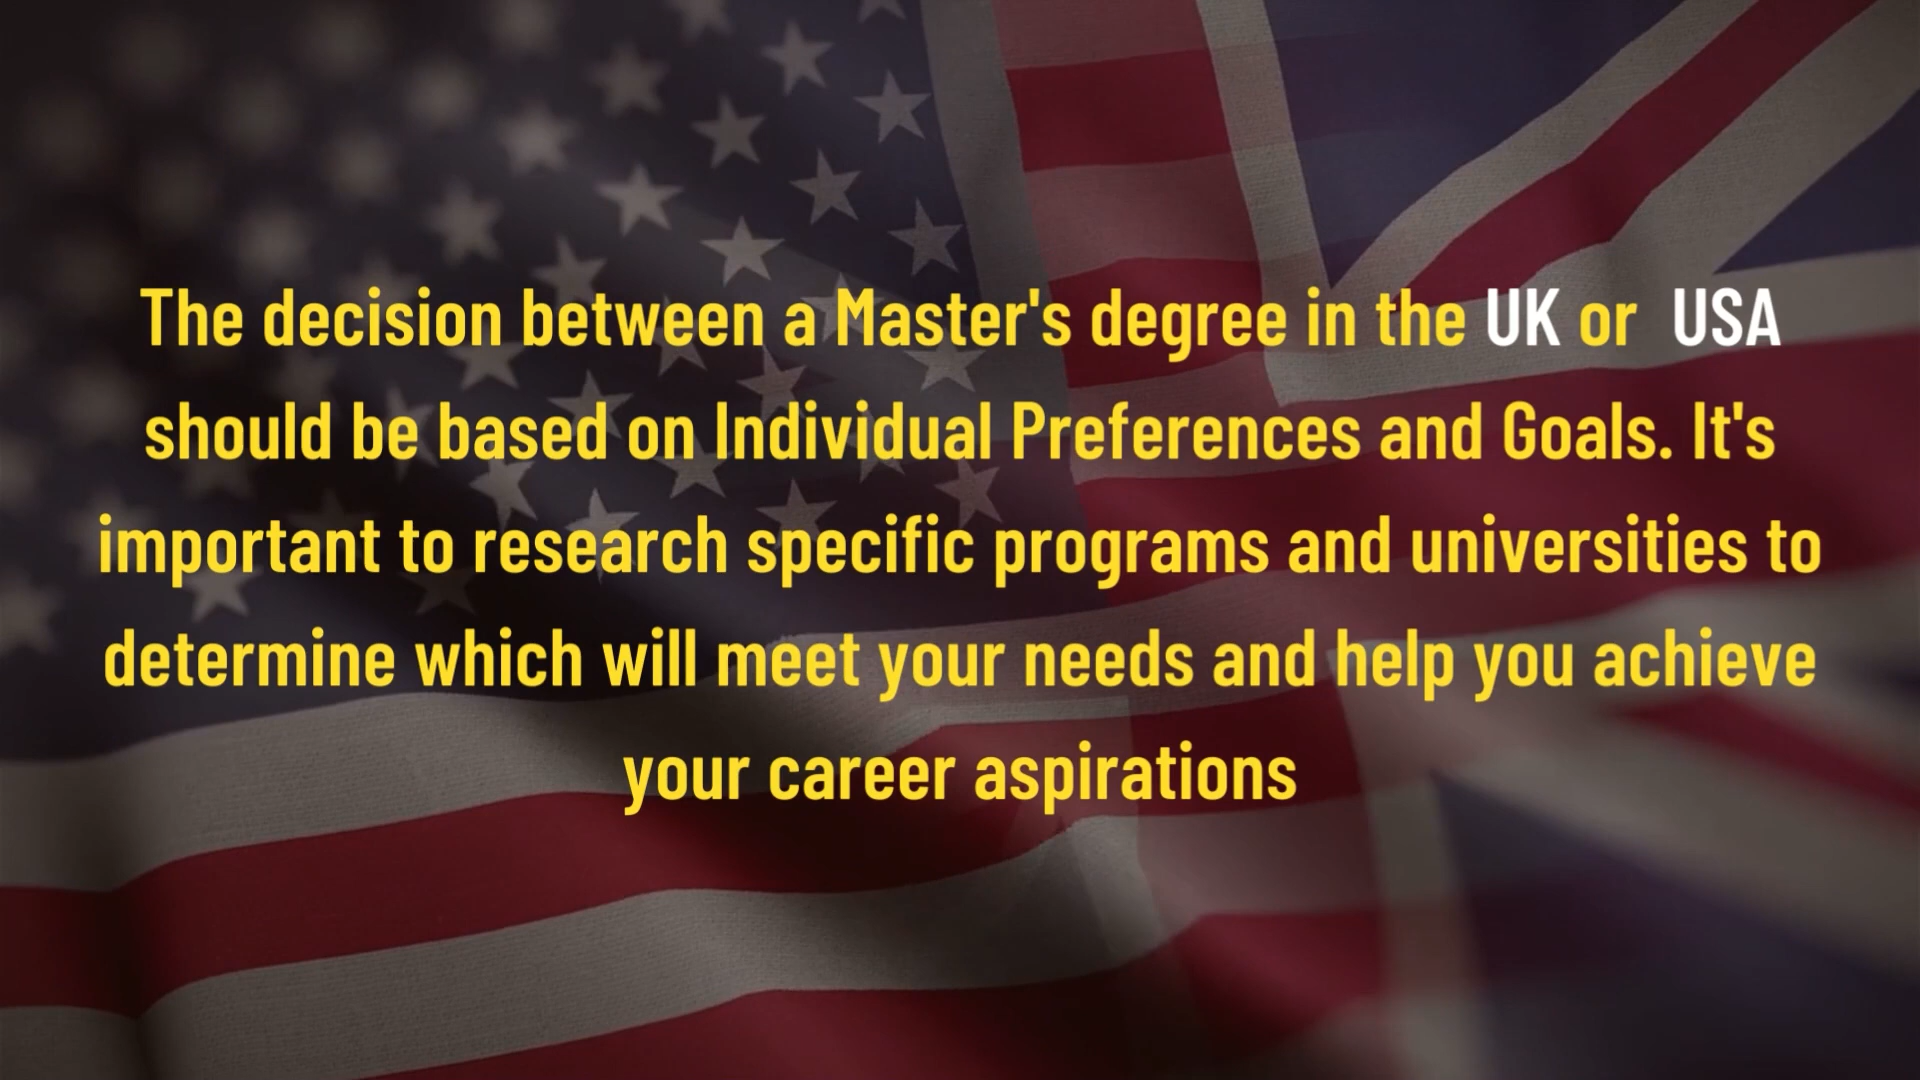 The decision between a Master's degree in the UK or USA
should be based on Individual Preferences and Goals. It's
important to research specific programs and universities to
determine which will meet your needs and help you achieve
your career aspirations